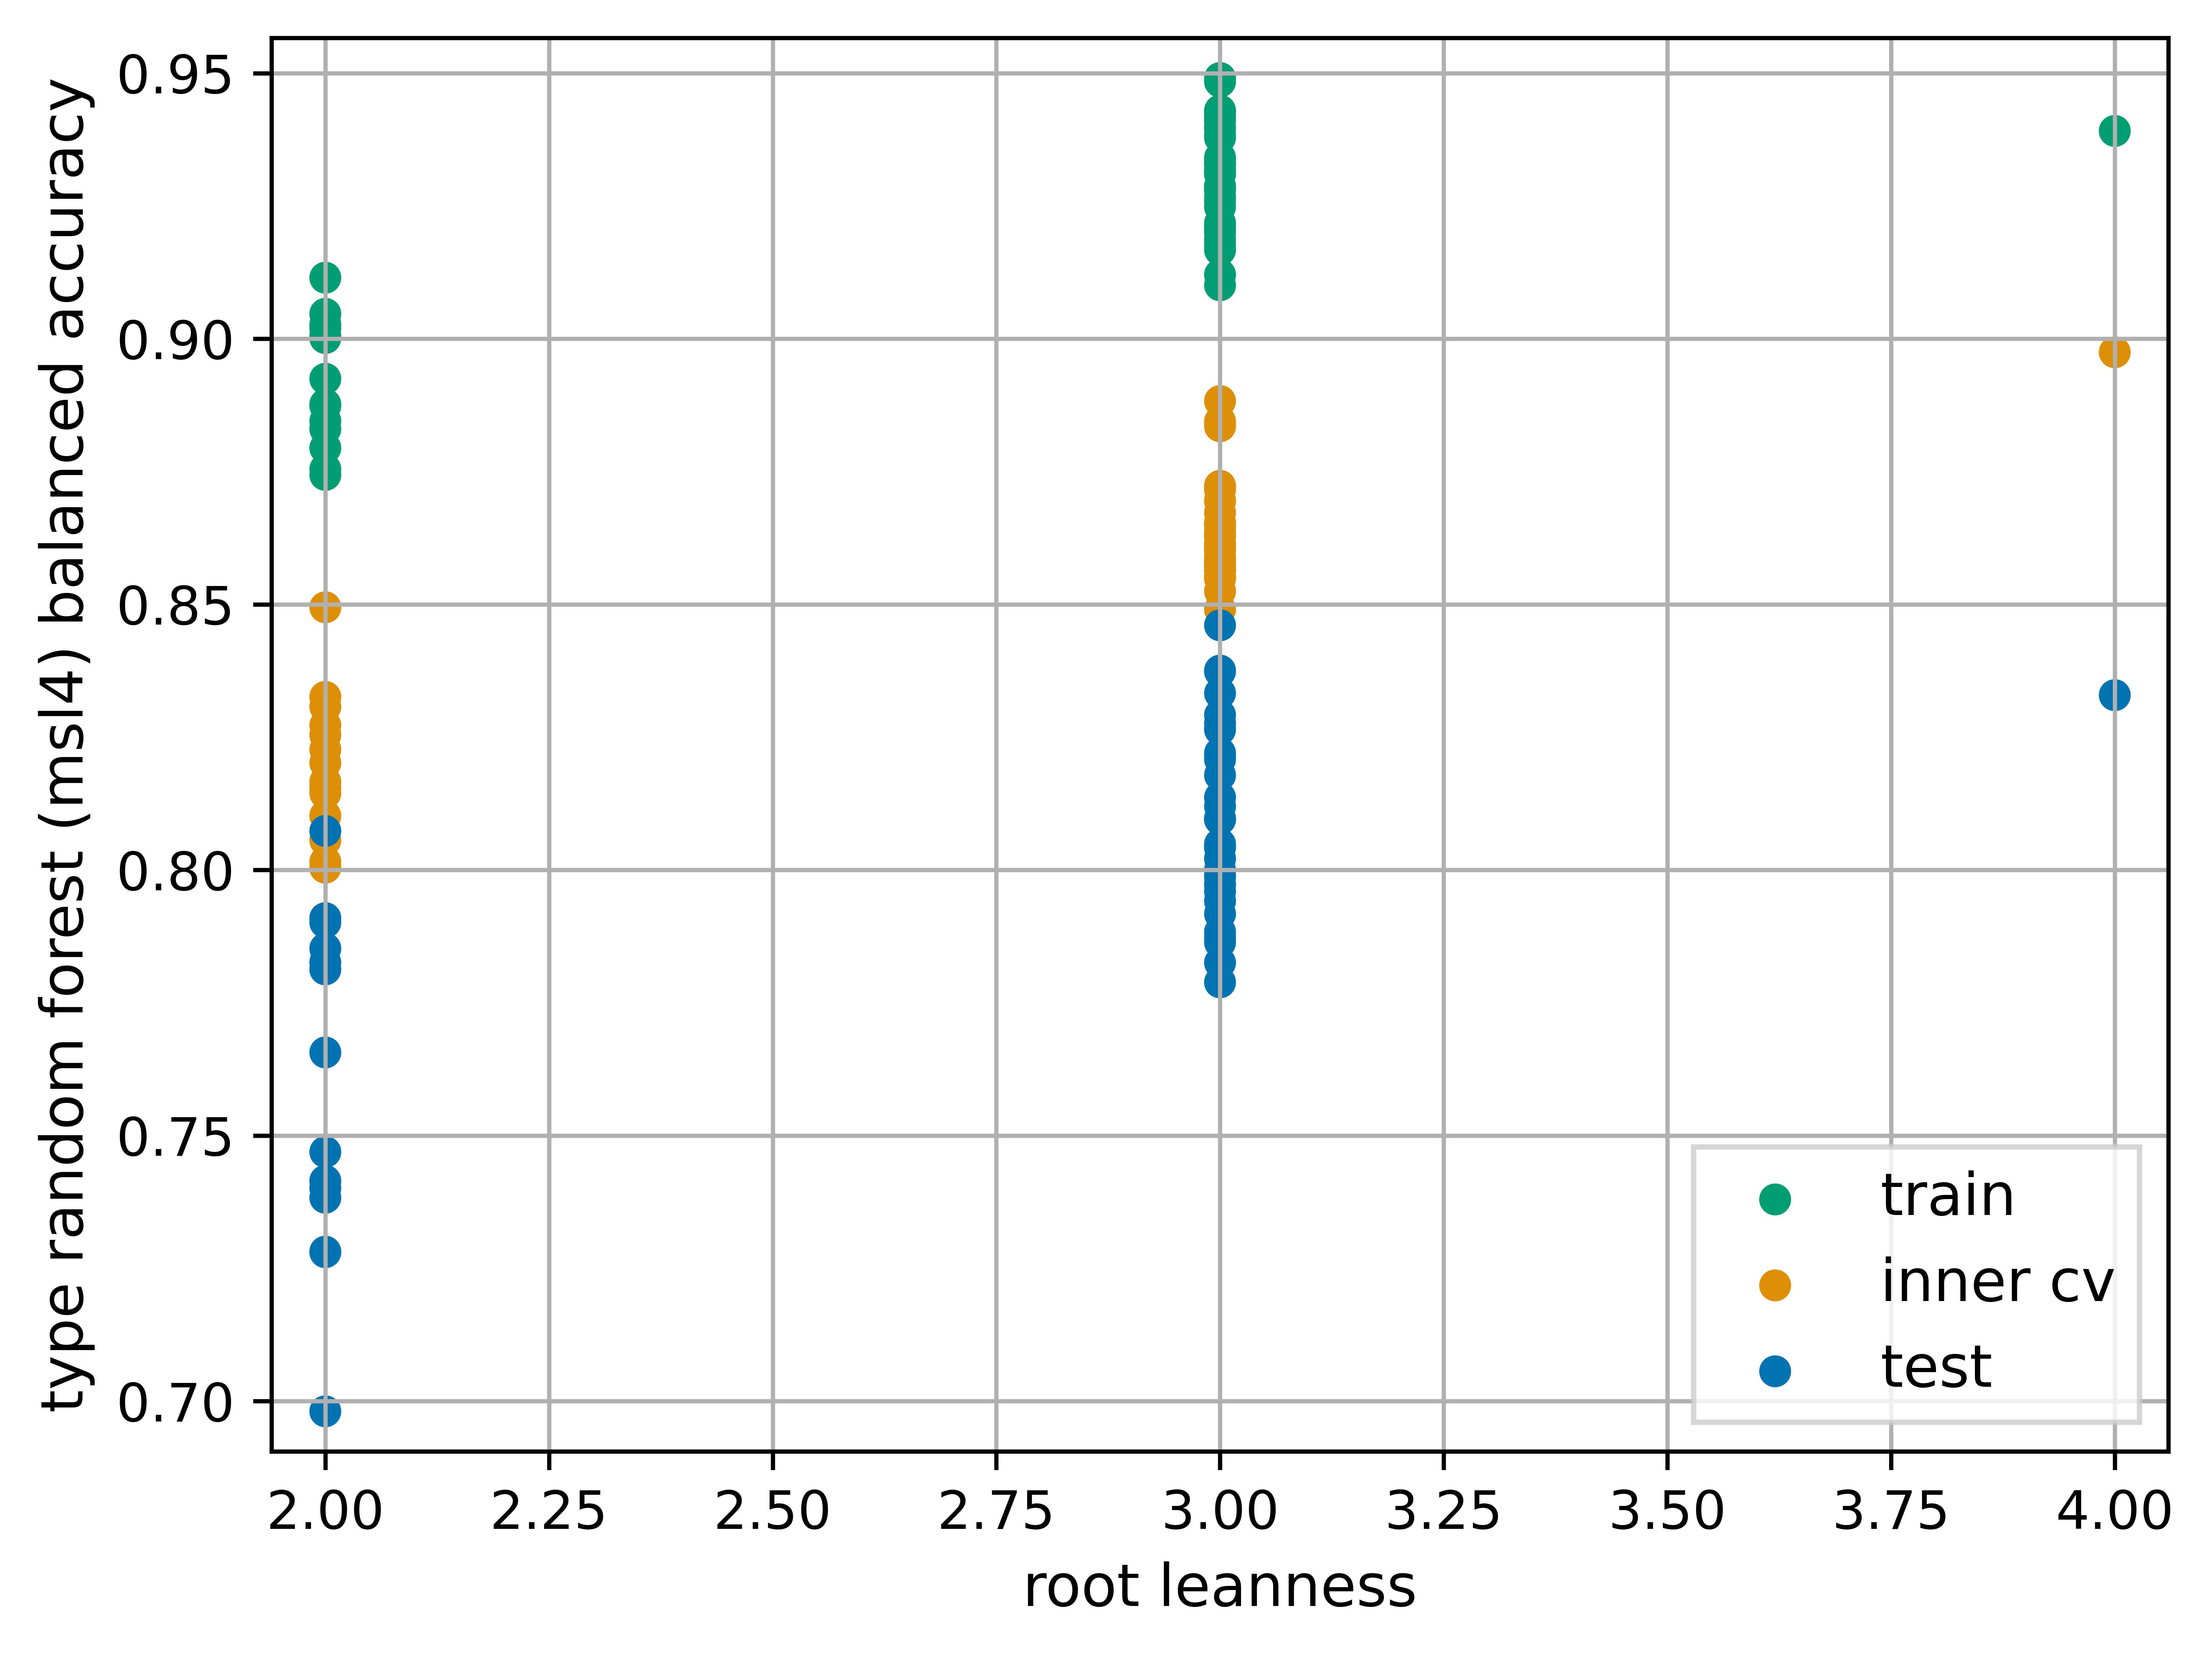 type random forest (msl4) balanced accuracy
0.95
0.90
0.85
0.80
0.75
0.70
train
inner cv
test
2.00 2.25 2.50 2.75 3.00 3.25 3.50 3.75 4.00
root leanness